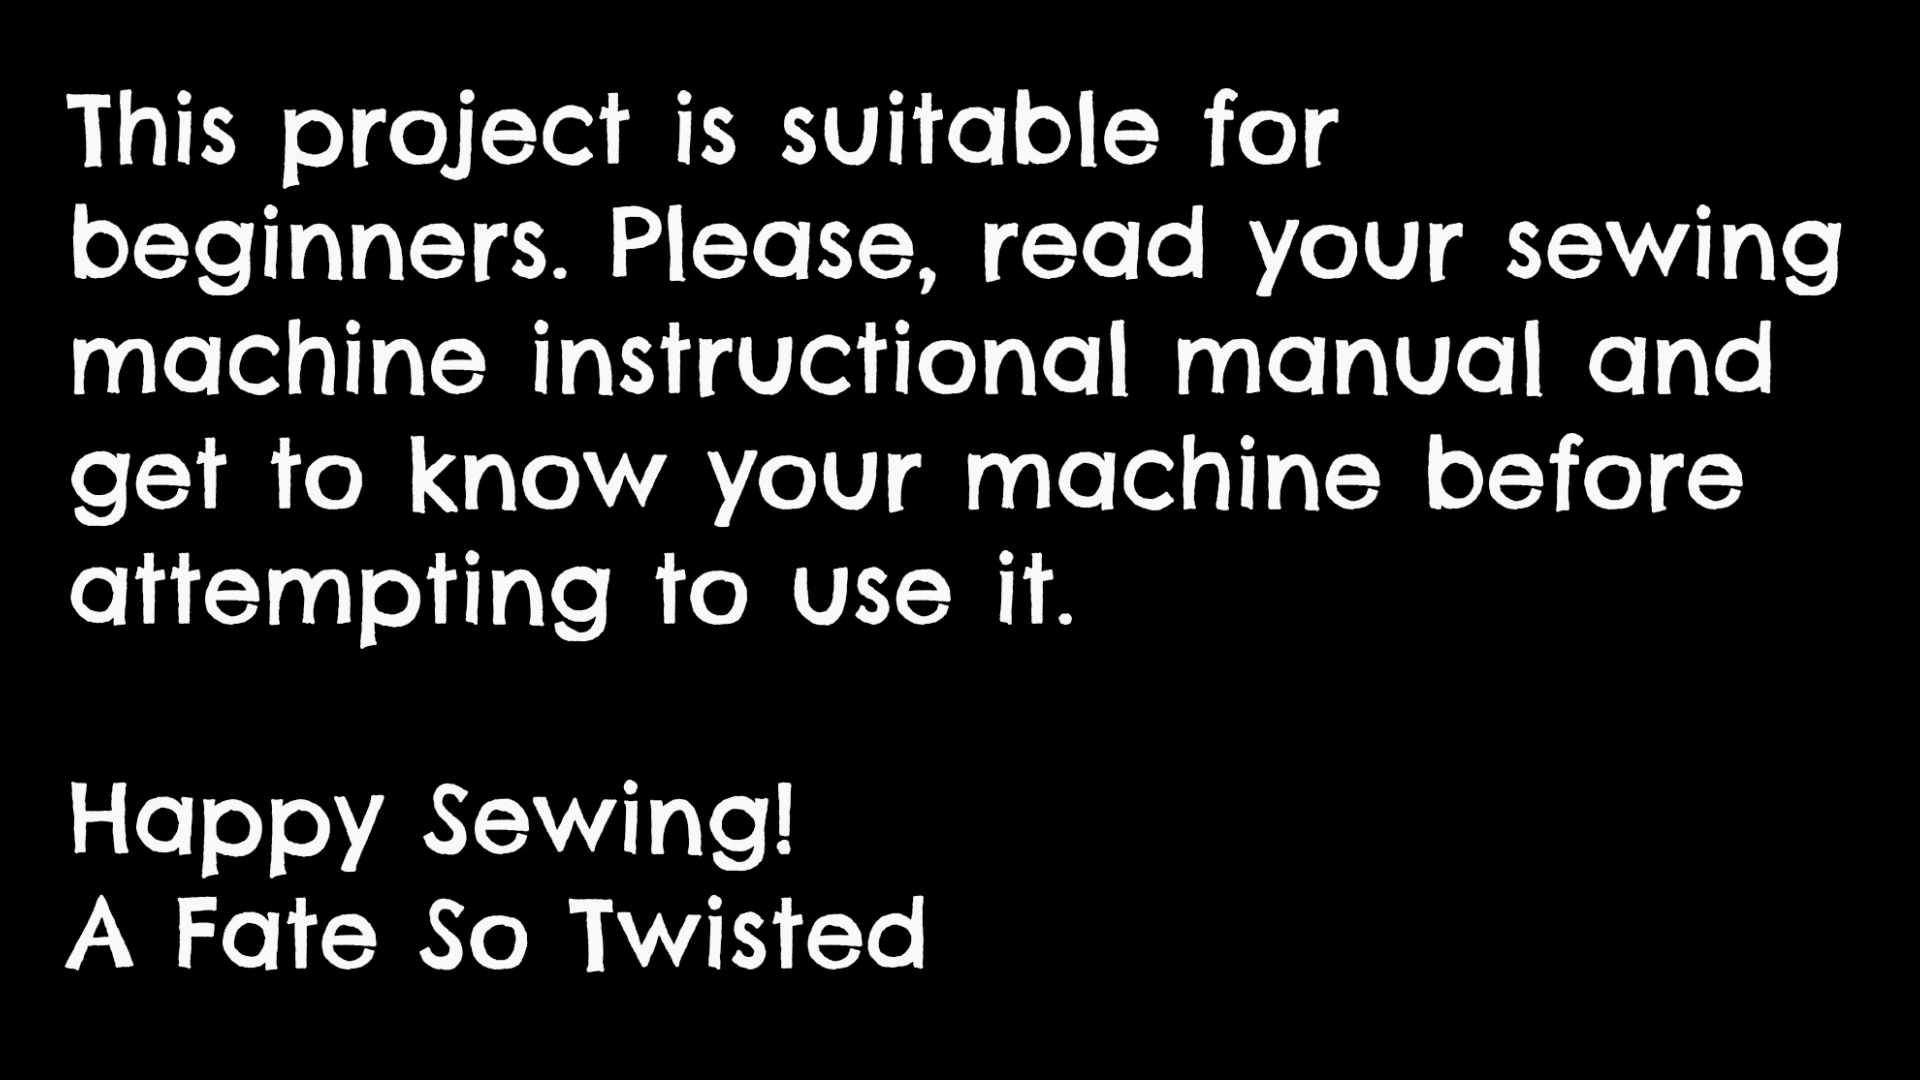 This project is suitable for
beginners. Please, read your sewing
machine instructional manual and
get to know your machine before
attempting to use it.
Happy Sewing!
A Fate So Twisted